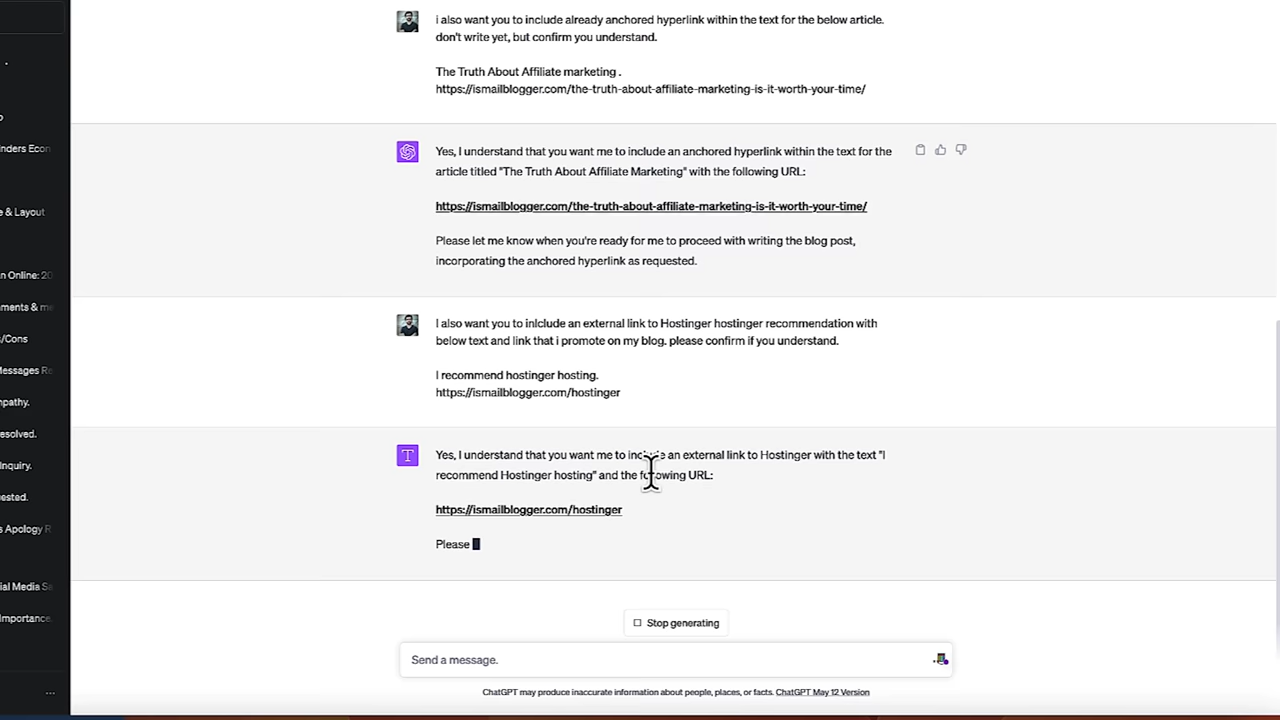 i also want you to include already anchored hyperlink within the text for the below article.
don't write yet, but confirm you understand.
The Truth About Affiliate marketing .
https://ismailblogger.com/the-truth-about-affiliate-marketing-is-it-worth-your-time/
Yes, I understand that you want me to include an anchored hyperlink within the text for the
article titled "The Truth About Affiliate Marketing" with the following URL:
https://ismailblogger.com/the-truth-about-affiliate-marketing-is-it-worth-your-time/
Please let me know when you're ready for me to proceed with writing the blog post,
incorporating the anchored hyperlink as requested.
I also want you to inlclude an external link to Hostinger hostinger recommendation with
below text and link that i promote on my blog. please confirm if you understand.
I recommend hostinger hosting.
https://ismailblogger.com/hostinger
T
Yes, I understand that you want me to include an external link to Hostinger with the text "I
recommend Hostinger hosting" and the following URL:
https://ismailblogger.com/hostinger
Please
Stop generating
Send a message.
ChatGPT may produce inaccurate information about people, places, or facts. ChatGPT May 12 Version
inders Econ
e & Layout
n Online: 20
ments & me
/Cons
Messages Re
npathy.
esolved.
nquiry.
ested.
s Apology R
ial Media Se
Importance,
...